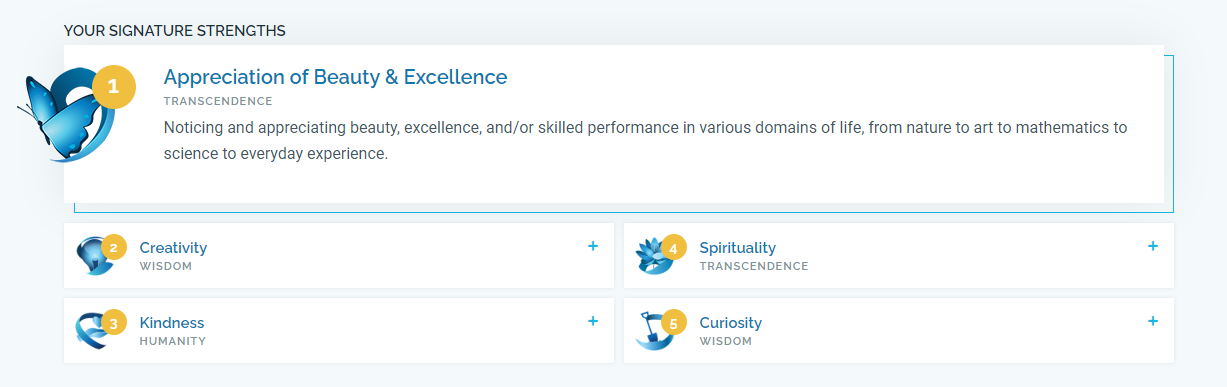 YOUR SIGNATURE STRENGTHS
1
Appreciation of Beauty & Excellence
TRANSCENDENCE
Noticing and appreciating beauty, excellence, and/or skilled performance in various domains of life, from nature to art to mathematics to
science to everyday experience.
2
Creativity
+
WISDOM
4
Spirituality
+
TRANSCENDENCE
3
Kindness
+
HUMANITY
5
Curiosity
+
WISDOM